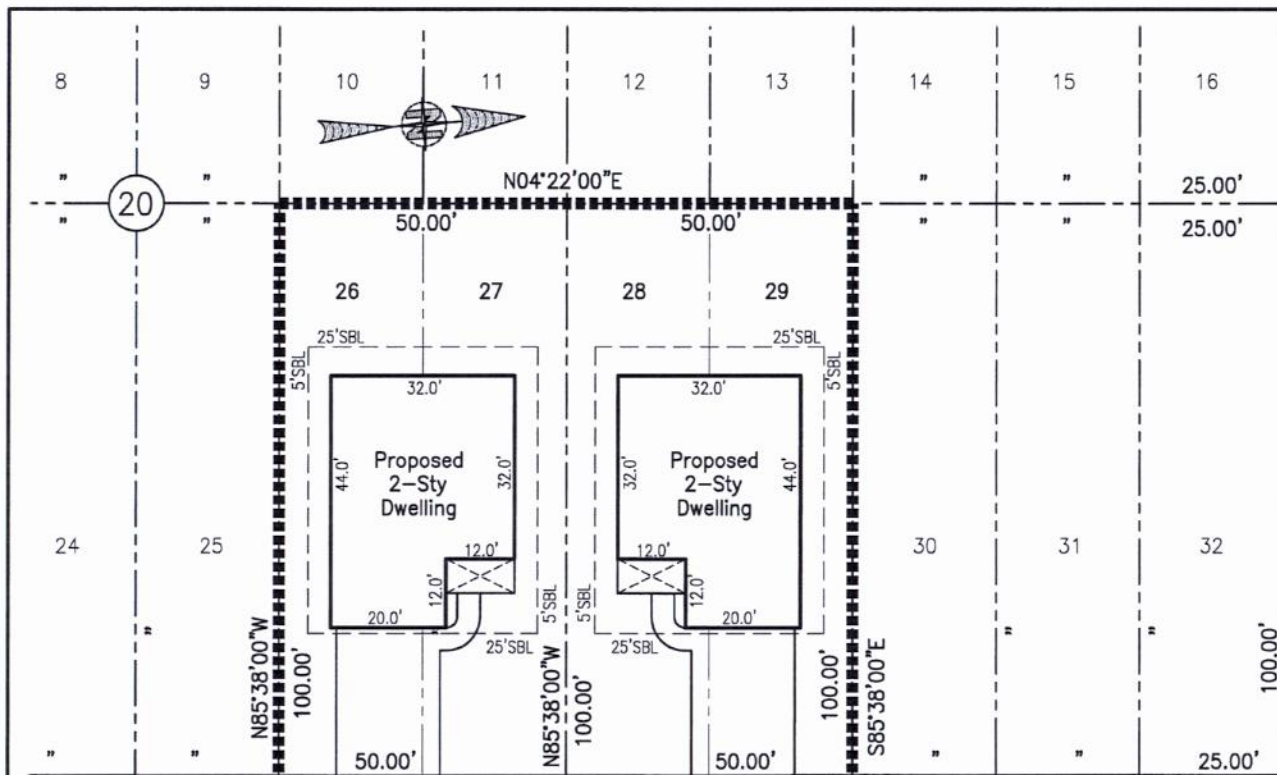 8 9 10 11 12 13 14 15 16
N
N04°22'00"E
" " " " 25.00'
20
" " 50.00' 50.00' " " 25.00'
26 27 28 29
25'SBL 25'SBL
5'SBL 5'SBL
32.0' 32.0'
44.0' 32.0' 32.0' 44.0'
Proposed Proposed
2-Sty 2-Sty
Dwelling Dwelling
24 25 30 31 32
12.0' 12.0'
12.0' 12.0'
5'SBL 5'SBL
20.0' 20.0'
25'SBL 25'SBL
" " "
N85°38'00"W 100.00' N85°38'00"W 100.00' 100.00' S85°38'00"E 100.00'
" " 50.00' 50.00' " " 25.00'